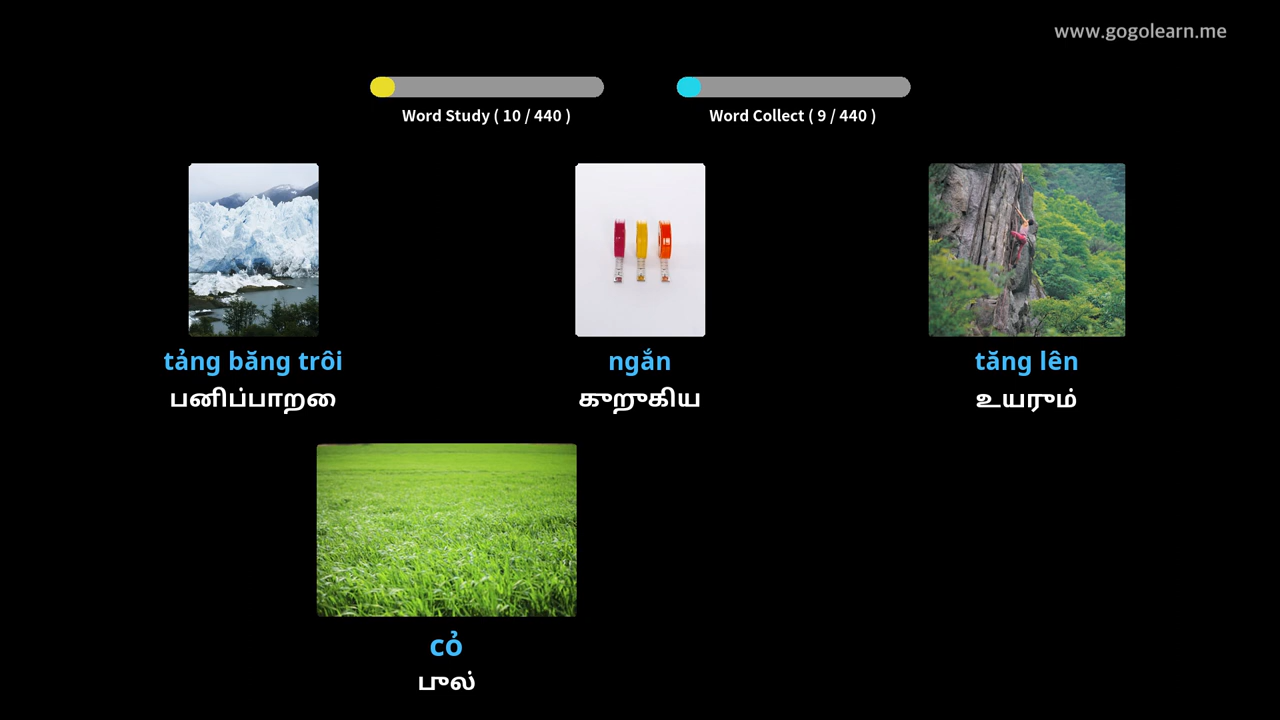 www.gogolearn.me
Word Study ( 10 / 440 )
Word Collect ( 9 / 440 )
tảng băng trôi
பனிப்பாறை
ngắn
குறுகிய
tăng lên
உயரும்
cỏ
புல்